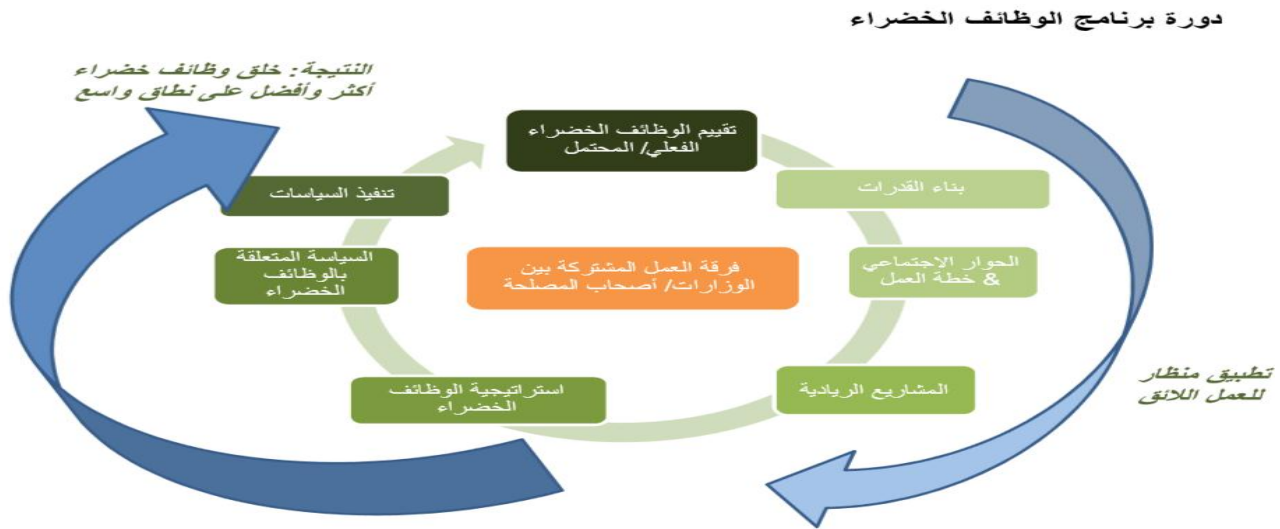 دورة برنامج الوظائف الخضراء
النتيجة: خلق وظائف خضراء
أكثر وأفضل على نطاق واسع
تقييم الوظائف الخضراء
الفعلي/ المحتمل
بناء القدرات
الحوار الاجتماعي
& خطة العمل
المشاريع الريادية
استراتيجية الوظائف
الخضراء
السياسة المتعلقة
بالوظائف
الخضراء
تنفيذ السياسات
فرقة العمل المشتركة بين
الوزارات/ أصحاب المصلحة
تطبيق منظار
للعمل اللائق